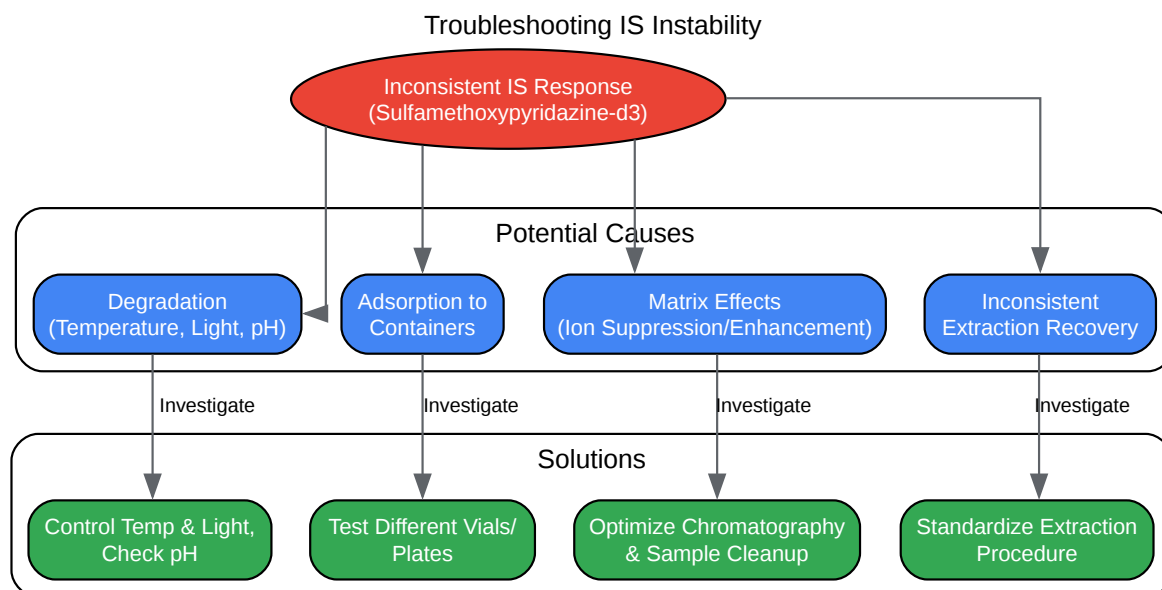 Troubleshooting IS Instability
Inconsistent IS Response
(Sulfamethoxypyridazine-d3)
Potential Causes
Degradation
(Temperature, Light, pH)
Adsorption to
Containers
Matrix Effects
(Ion Suppression/Enhancement)
Inconsistent
Extraction Recovery
Investigate
Investigate
Investigate
Investigate
Solutions
Control Temp & Light,
Check pH
Test Different Vials/
Plates
Optimize Chromatography
& Sample Cleanup
Standardize Extraction
Procedure